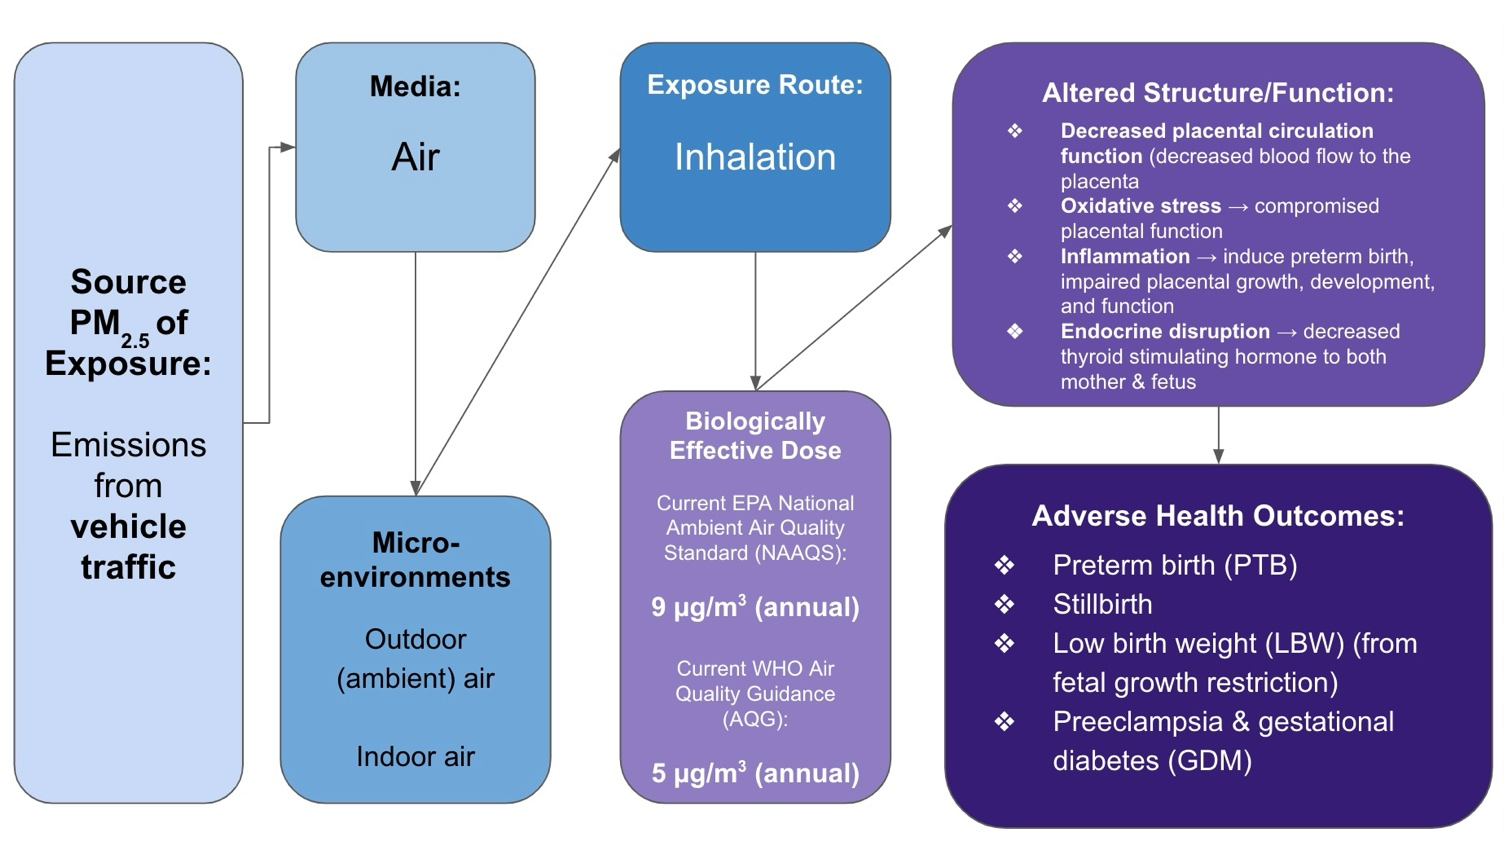 Source
PM2.5 of
Exposure:
Emissions
from
vehicle
traffic
Media:
Air
Micro-
environments
Outdoor
(ambient) air
Indoor air
Exposure Route:
Inhalation
Biologically
Effective Dose
Current EPA National
Ambient Air Quality
Standard (NAAQS):
9 µg/m³ (annual)
Current WHO Air
Quality Guidance
(AQG):
5 µg/m³ (annual)
Altered Structure/Function:
❖ Decreased placental circulation
function (decreased blood flow to the
placenta
❖ Oxidative stress → compromised
placental function
❖ Inflammation → induce preterm birth,
impaired placental growth, development,
and function
❖ Endocrine disruption → decreased
thyroid stimulating hormone to both
mother & fetus
Adverse Health Outcomes:
❖ Preterm birth (PTB)
❖ Stillbirth
❖ Low birth weight (LBW) (from
fetal growth restriction)
❖ Preeclampsia & gestational
diabetes (GDM)